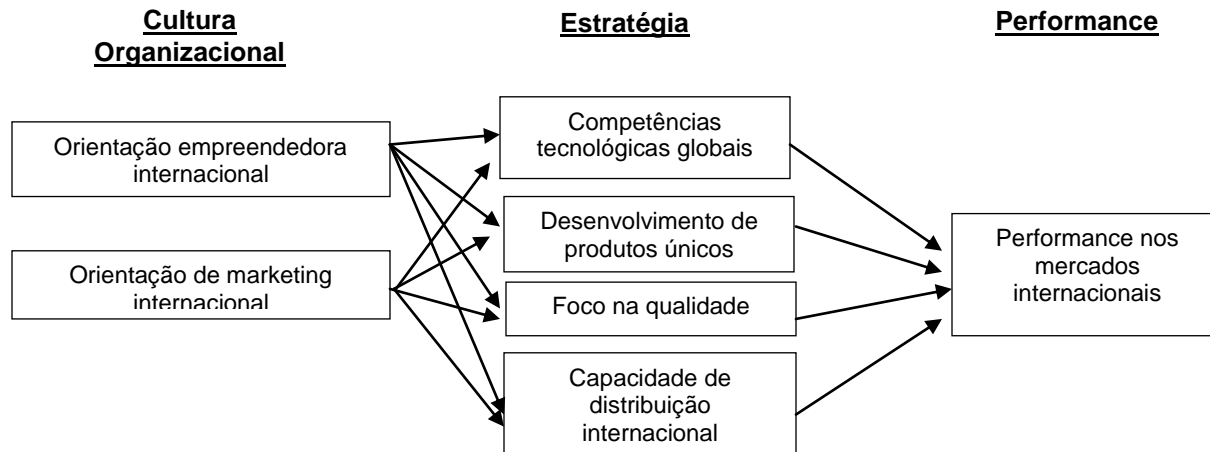 Cultura
Organizacional
Estratégia
Performance
Orientação empreendedora
internacional
Orientação de marketing
internacional
Competências
tecnológicas globais
Desenvolvimento de
produtos únicos
Foco na qualidade
Capacidade de
distribuição
internacional
Performance nos
mercados
internacionais